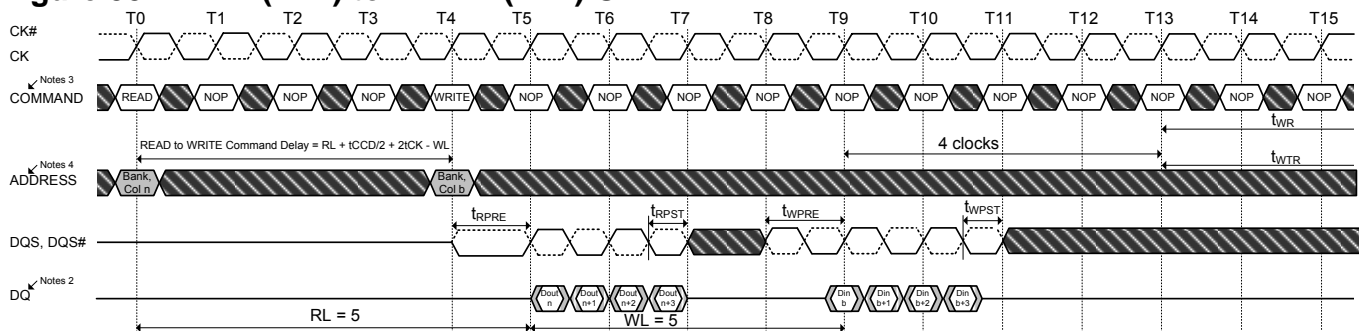 T0 T1 T2 T3 T4 T5 T6 T7 T8 T9 T10 T11 T12 T13 T14 T15
CK#
CK
Notes 3
COMMAND READ NOP NOP NOP WRITE NOP NOP NOP NOP NOP NOP NOP NOP NOP NOP NOP
tWR
READ to WRITE Command Delay = RL + tCCD/2 + 2tCK - WL
4 clocks
Notes 4
tWTR
ADDRESS
Bank,
Col n
Bank,
Col b
tRPRE tRPST tWPRE tWPST
DQS, DQS#
Notes 2
DQ
Dout
n
Dout
n+1
Dout
n+2
Dout
n+3
Din
b
Din
b+1
Din
b+2
Din
b+3
RL = 5 WL = 5